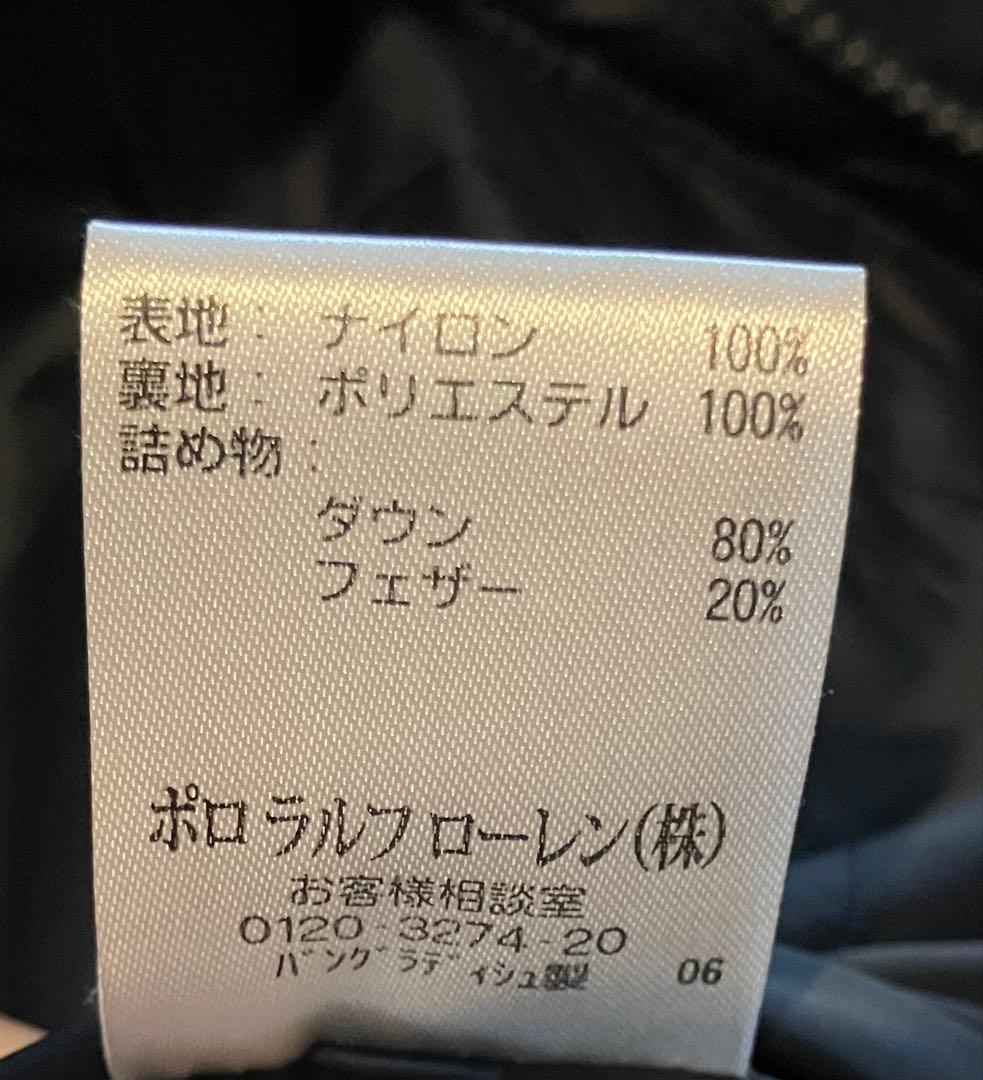 表地： ナイロン 100%
裏地： ポリエステル 100%
詰め物：
ダウン 80%
フェザー 20%
ポロ ラルフ ローレン(株)
お客様相談室
0120-3274-20
ﾊﾞﾝｸﾞﾗﾃﾞｨｼｭ製 06